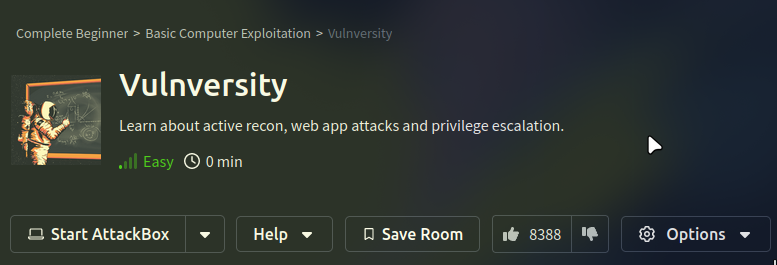 Complete Beginner > Basic Computer Exploitation > Vulnversity
Vulnversity
Learn about active recon, web app attacks and privilege escalation.
Easy 0 min
Start AttackBox Help Save Room 8388 Options